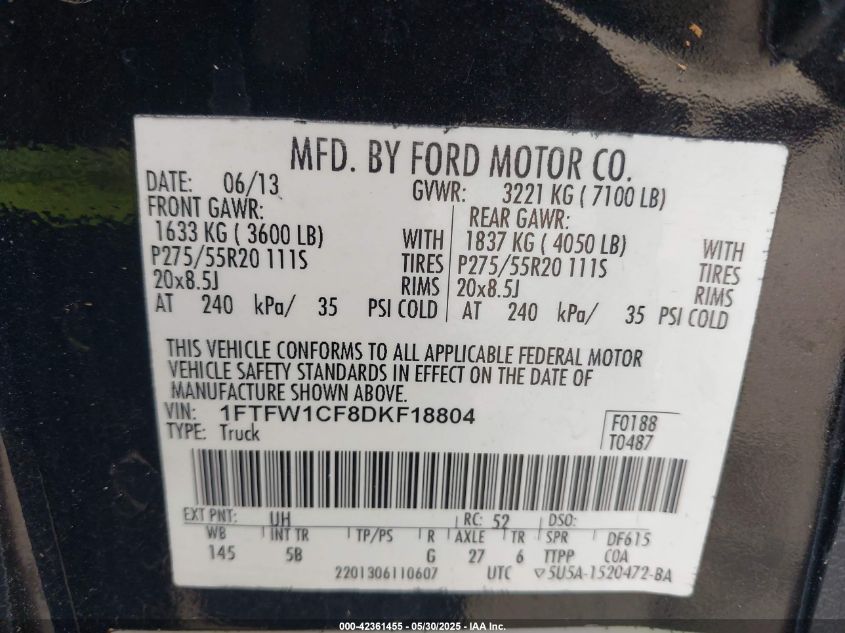 MFD. BY FORD MOTOR CO.
DATE: 06/13 GVWR: 3221 KG ( 7100 LB)
FRONT GAWR: REAR GAWR:
1633 KG ( 3600 LB) WITH 1837 KG ( 4050 LB) WITH
P275/55R20 111S TIRES P275/55R20 111S TIRES
20x8.5J RIMS 20x8.5J RIMS
AT 240 kPa/ 35 PSI COLD AT 240 kPa/ 35 PSI COLD
THIS VEHICLE CONFORMS TO ALL APPLICABLE FEDERAL MOTOR
VEHICLE SAFETY STANDARDS IN EFFECT ON THE DATE OF
MANUFACTURE SHOWN ABOVE.
VIN: 1FTFW1CF8DKF18804 F0188
TYPE: Truck T0487
EXT PNT: UH RC: 52 DSO:
WB INT TR TP/PS R AXLE TR SPR DF615
145 5B G 27 6 TTPP COA
2201306110607 UTC ▽5U5A-1520472-BA
000-42361455 - 05/30/2025 - IAA Inc.